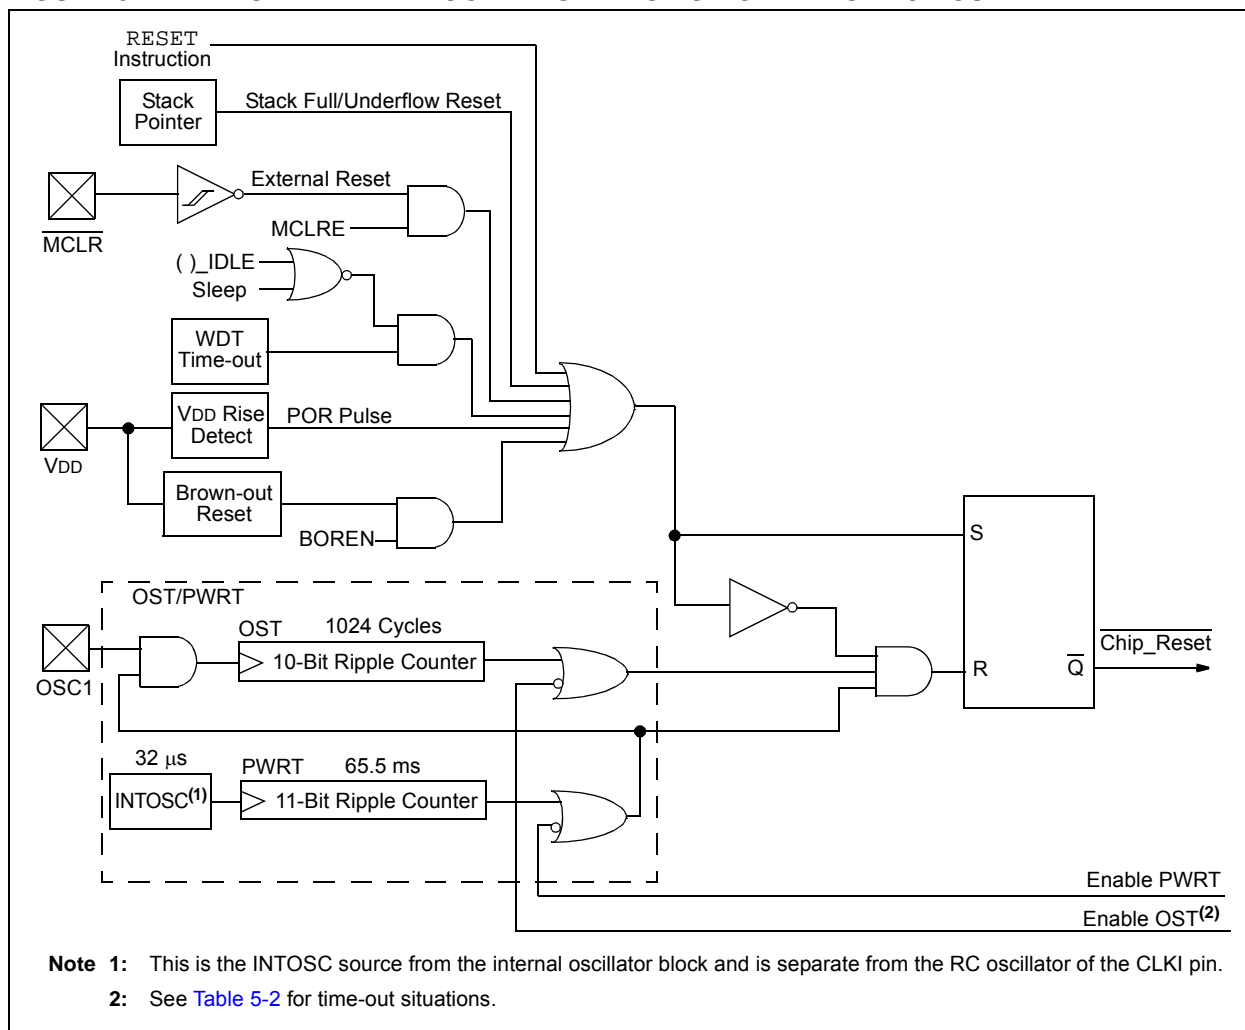 RESET
Instruction
Stack
Pointer
Stack Full/Underflow Reset
External Reset
MCLRE
MCLR
( )_IDLE
Sleep
WDT
Time-out
VDD Rise
Detect
POR Pulse
VDD
Brown-out
Reset
BOREN
S
OST/PWRT
OST 1024 Cycles
10-Bit Ripple Counter
OSC1
R
Q
Chip_Reset
32 μs
INTOSC(1)
PWRT 65.5 ms
11-Bit Ripple Counter
Enable PWRT
Enable OST(2)
Note 1: This is the INTOSC source from the internal oscillator block and is separate from the RC oscillator of the CLKI pin.
2: See Table 5-2 for time-out situations.